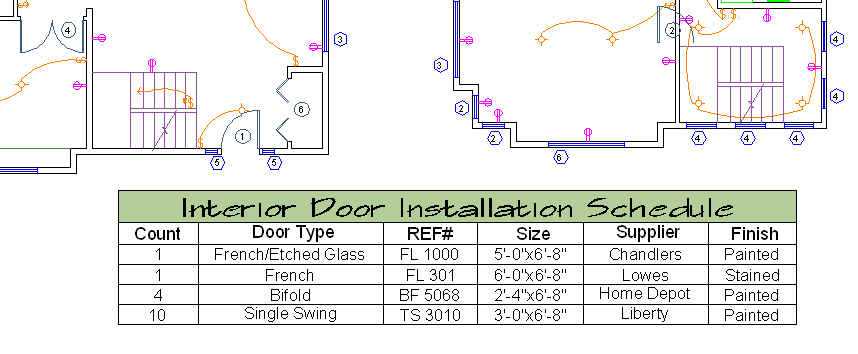 4
3
6
1
5
5
2
3
2
2
6
4
4
4
4
4
Interior Door Installation Schedule
Count Door Type REF# Size Supplier Finish
1 French/Etched Glass FL 1000 5'-0"x6'-8" Chandlers Painted
1 French FL 301 6'-0"x6'-8" Lowes Stained
4 Bifold BF 5068 2'-4"x6'-8" Home Depot Painted
10 Single Swing TS 3010 3'-0"x6'-8" Liberty Painted